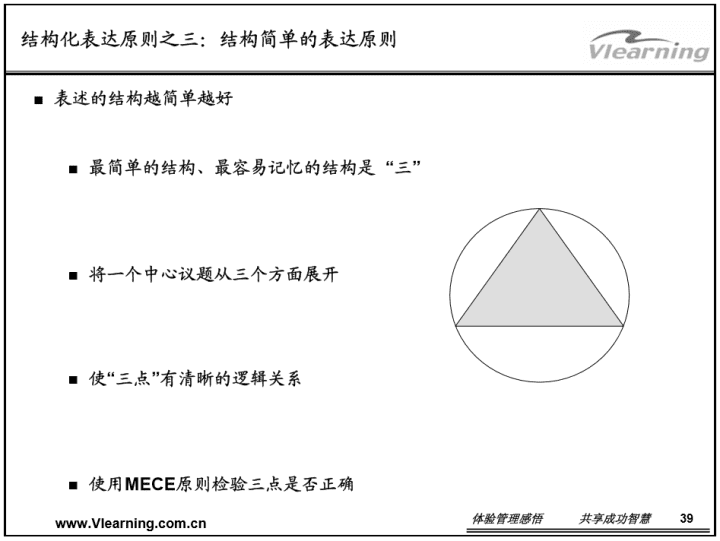 结构化表达原则之三：结构简单的表达原则
Vlearning
■ 表述的结构越简单越好
■ 最简单的结构、最容易记忆的结构是“三”
■ 将一个中心议题从三个方面展开
■ 使“三点”有清晰的逻辑关系
■ 使用MECE原则检验三点是否正确
www.Vlearning.com.cn
体验管理感悟 共享成功智慧 39